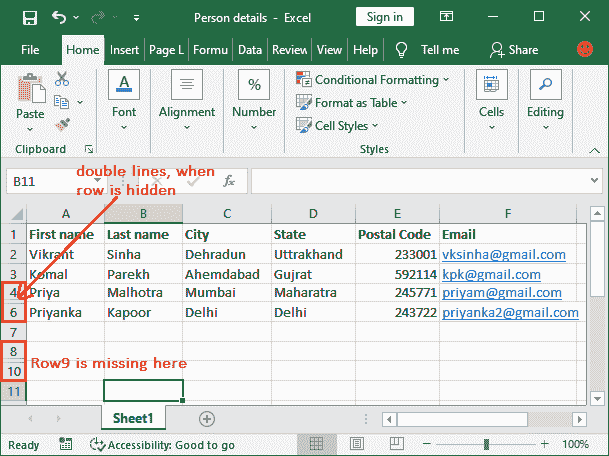 Person details - Excel
Sign in
File Home Insert Page L Formu Data Review View Help Tell me Share
Paste
Clipboard
Font
Alignment
%
Number
Conditional Formatting
Format as Table
Cell Styles
Styles
Cells
Editing
double lines, when
row is hidden
B11
fx
A B C D E F
1 First name Last name City State Postal Code Email
2 Vikrant Sinha Dehradun Uttrakhand 233001 vksinha@gmail.com
3 Komal Parekh Ahemdabad Gujrat 592114 kpk@gmail.com
4 Priya Malhotra Mumbai Maharatra 245771 priyam@gmail.com
6 Priyanka Kapoor Delhi Delhi 243722 priyanka2@gmail.com
7
8
10 Row9 is missing here
11
Sheet1
Ready Accessibility: Good to go 100%